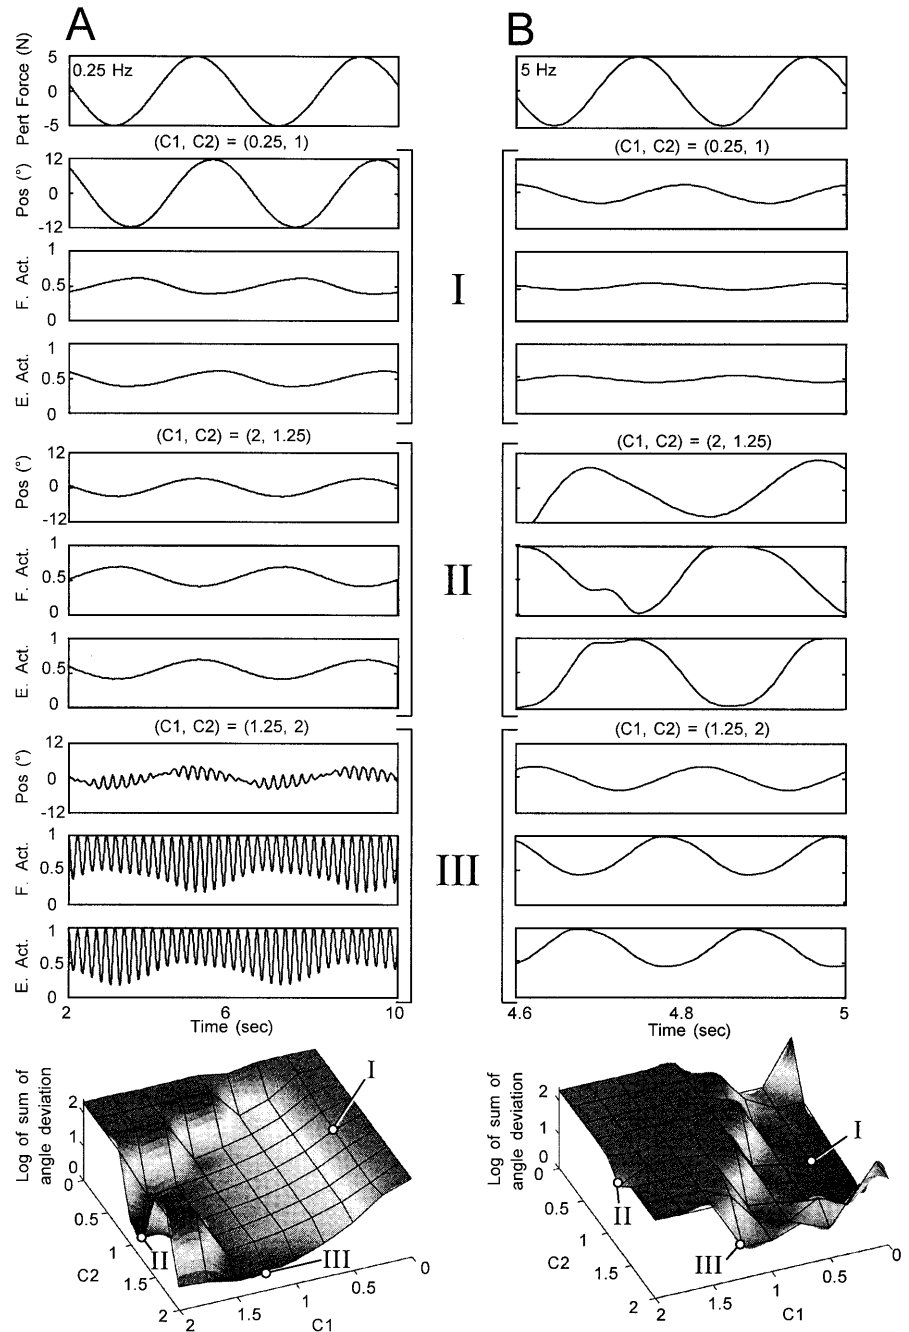 A
B
Pert Force (N)
5
0
-5
0.25 Hz
5 Hz
(C1, C2) = (0.25, 1)
(C1, C2) = (0.25, 1)
Pos (°)
12
0
-12
F. Act.
1
0.5
0
I
E. Act.
1
0.5
0
(C1, C2) = (2, 1.25)
(C1, C2) = (2, 1.25)
Pos (°)
12
0
-12
F. Act.
1
0.5
0
II
E. Act.
1
0.5
0
(C1, C2) = (1.25, 2)
(C1, C2) = (1.25, 2)
Pos (°)
12
0
-12
F. Act.
1
0.5
0
III
E. Act.
1
0.5
0
2 6 10
Time (sec)
4.6 4.8 5
Time (sec)
Log of sum of
angle deviation
2
1
0
0
0.5
1
1.5
2
C2
2
1.5
1
0.5
0
C1
I
II
III
Log of sum of
angle deviation
2
1
0
0
0.5
1
1.5
2
C2
2
1.5
1
0.5
0
C1
I
II
III